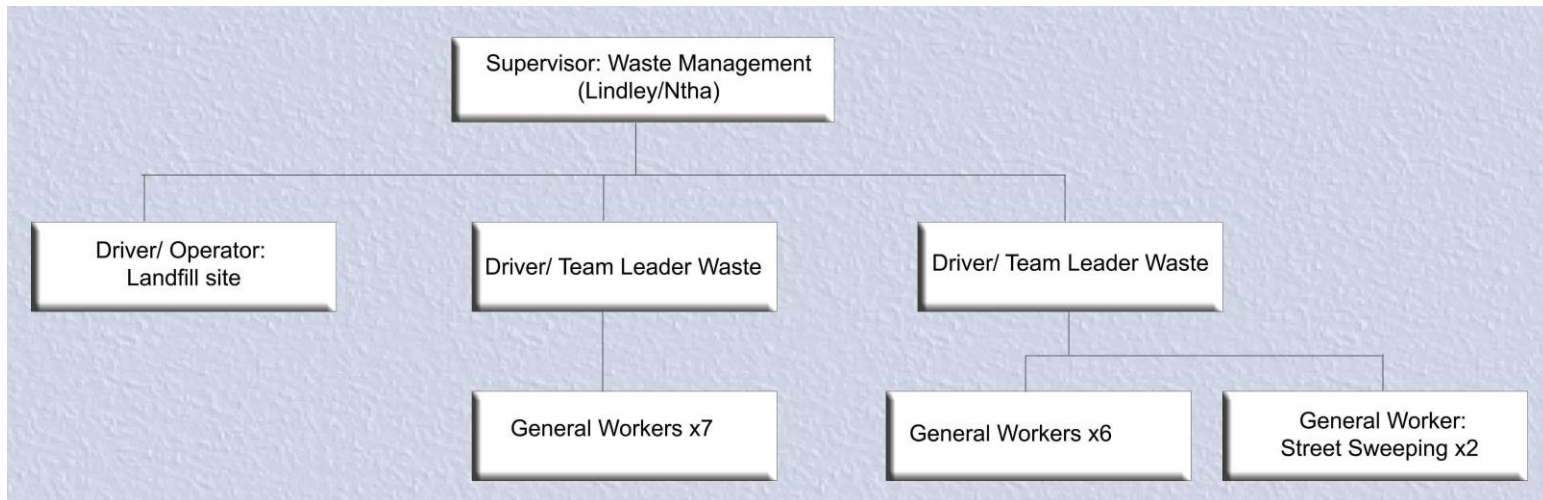 Supervisor: Waste Management
(Lindley/Ntha)
Driver/ Operator:
Landfill site
Driver/ Team Leader Waste
Driver/ Team Leader Waste
General Workers x7
General Workers x6
General Worker:
Street Sweeping x2